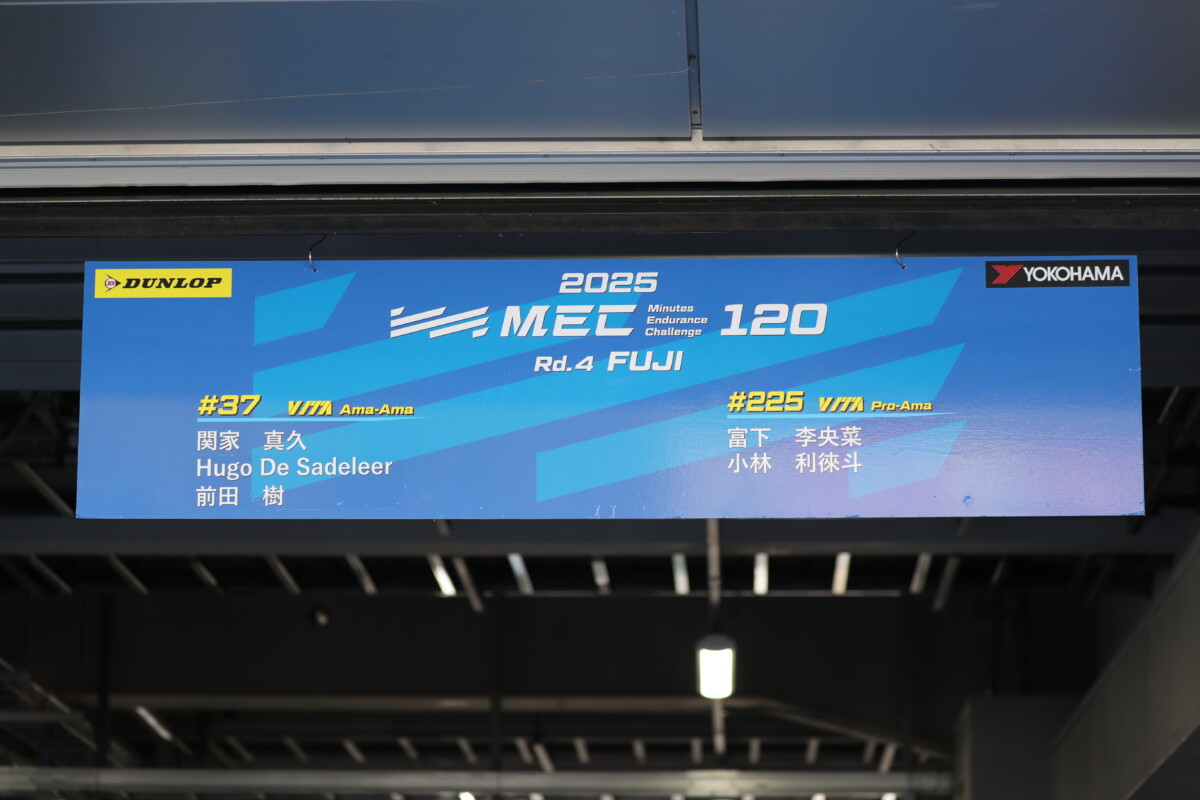 DUNLOP
YOKOHAMA
2025
MEC Minutes Endurance Challenge 120
Rd.4 FUJI
#37 VITA Ama-Ama
関家 真久
Hugo De Sadeleer
前田 樹
#225 VITA Pro-Ama
富下 李央菜
小林 利徠斗